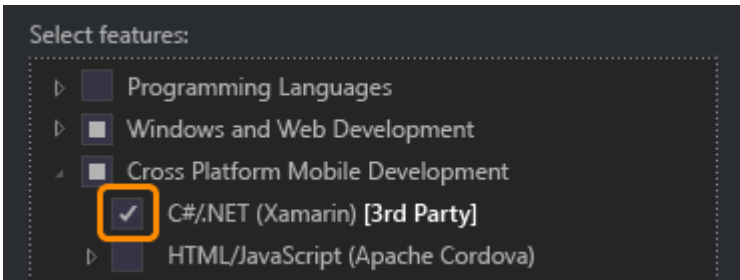 Select features:
Programming Languages
Windows and Web Development
Cross Platform Mobile Development
C#/.NET (Xamarin) [3rd Party]
HTML/JavaScript (Apache Cordova)